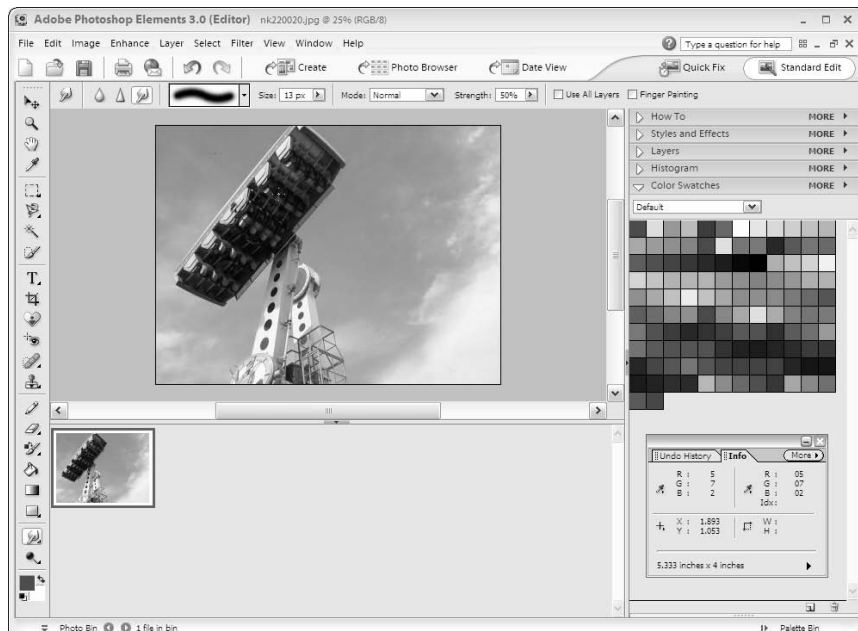 Adobe Photoshop Elements 3.0 (Editor) nk220020.jpg @ 25% (RGB/8)
File Edit Image Enhance Layer Select Filter View Window Help Type a question for help
Create Photo Browser Date View Quick Fix Standard Edit
Size: 13 px Mode: Normal Strength: 50% Use All Layers Finger Painting
How To MORE
Styles and Effects MORE
Layers MORE
Histogram MORE
Color Swatches MORE
Default
T
Undo History Info More
R : 5 R : 05
G : 7 G : 07
B : 2 B : 02
Idx:
X : 1.893 W :
Y : 1.053 H :
5.333 inches x 4 inches
Photo Bin 1 file in bin Palette Bin